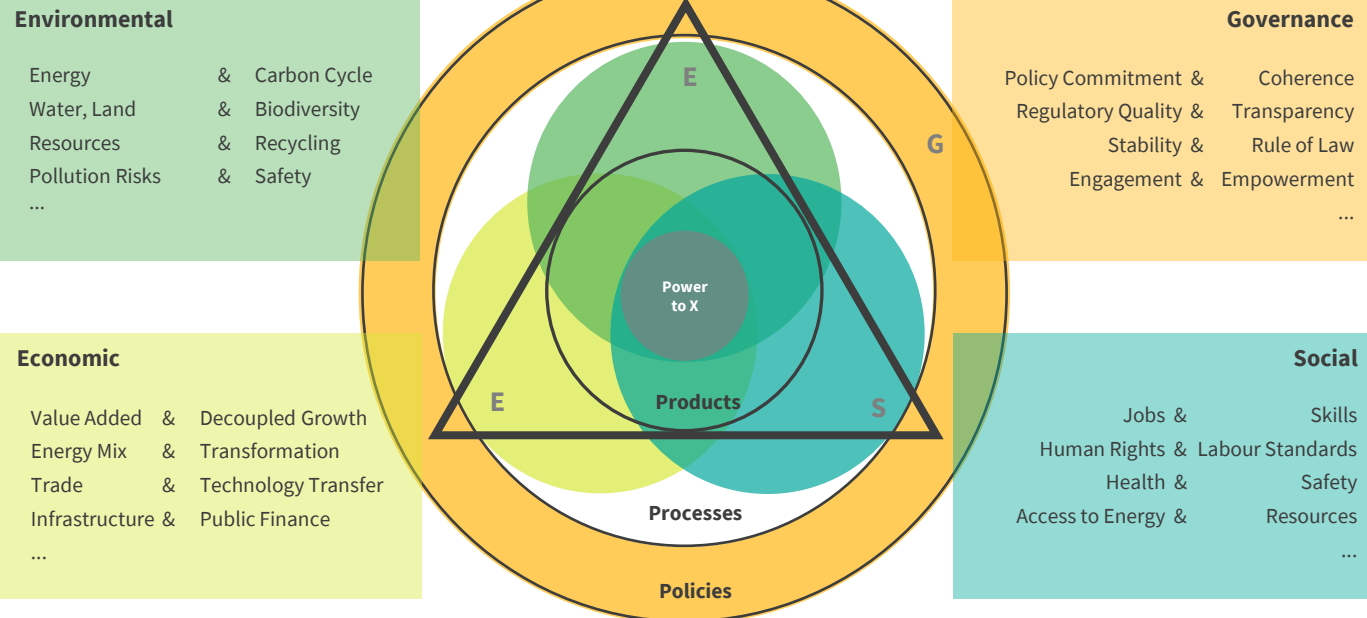 Environmental
Energy & Carbon Cycle
Water, Land & Biodiversity
Resources & Recycling
Pollution Risks & Safety
...
Governance
Policy Commitment & Coherence
Regulatory Quality & Transparency
Stability & Rule of Law
Engagement & Empowerment
...
E
G
Power
to X
E
Products
S
Processes
Policies
Economic
Value Added & Decoupled Growth
Energy Mix & Transformation
Trade & Technology Transfer
Infrastructure & Public Finance
...
Social
Jobs & Skills
Human Rights & Labour Standards
Health & Safety
Access to Energy & Resources
...